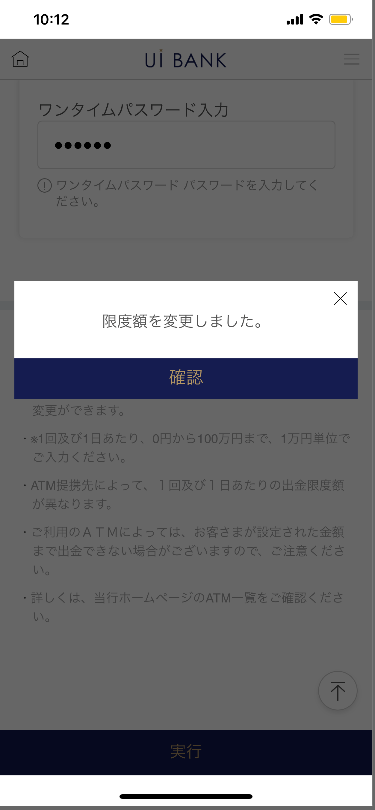 10:12
UI BANK
ワンタイムパスワード入力
●●●●●●
ワンタイムパスワード パスワードを入力してく
ださい。
限度額を変更しました。
確認
変更ができます。
・※1回及び1日あたり、0円から100万円まで、1万円単位で
ご入力ください。
・ATM提携先によって、１回及び１日あたりの出金限度額
が異なります。
・ご利用のＡＴＭによっては、お客さまが設定された金額
まで出金できない場合がございますので、ご注意くださ
い。
・詳しくは、当行ホームページのATM一覧をご確認くださ
い。
実行